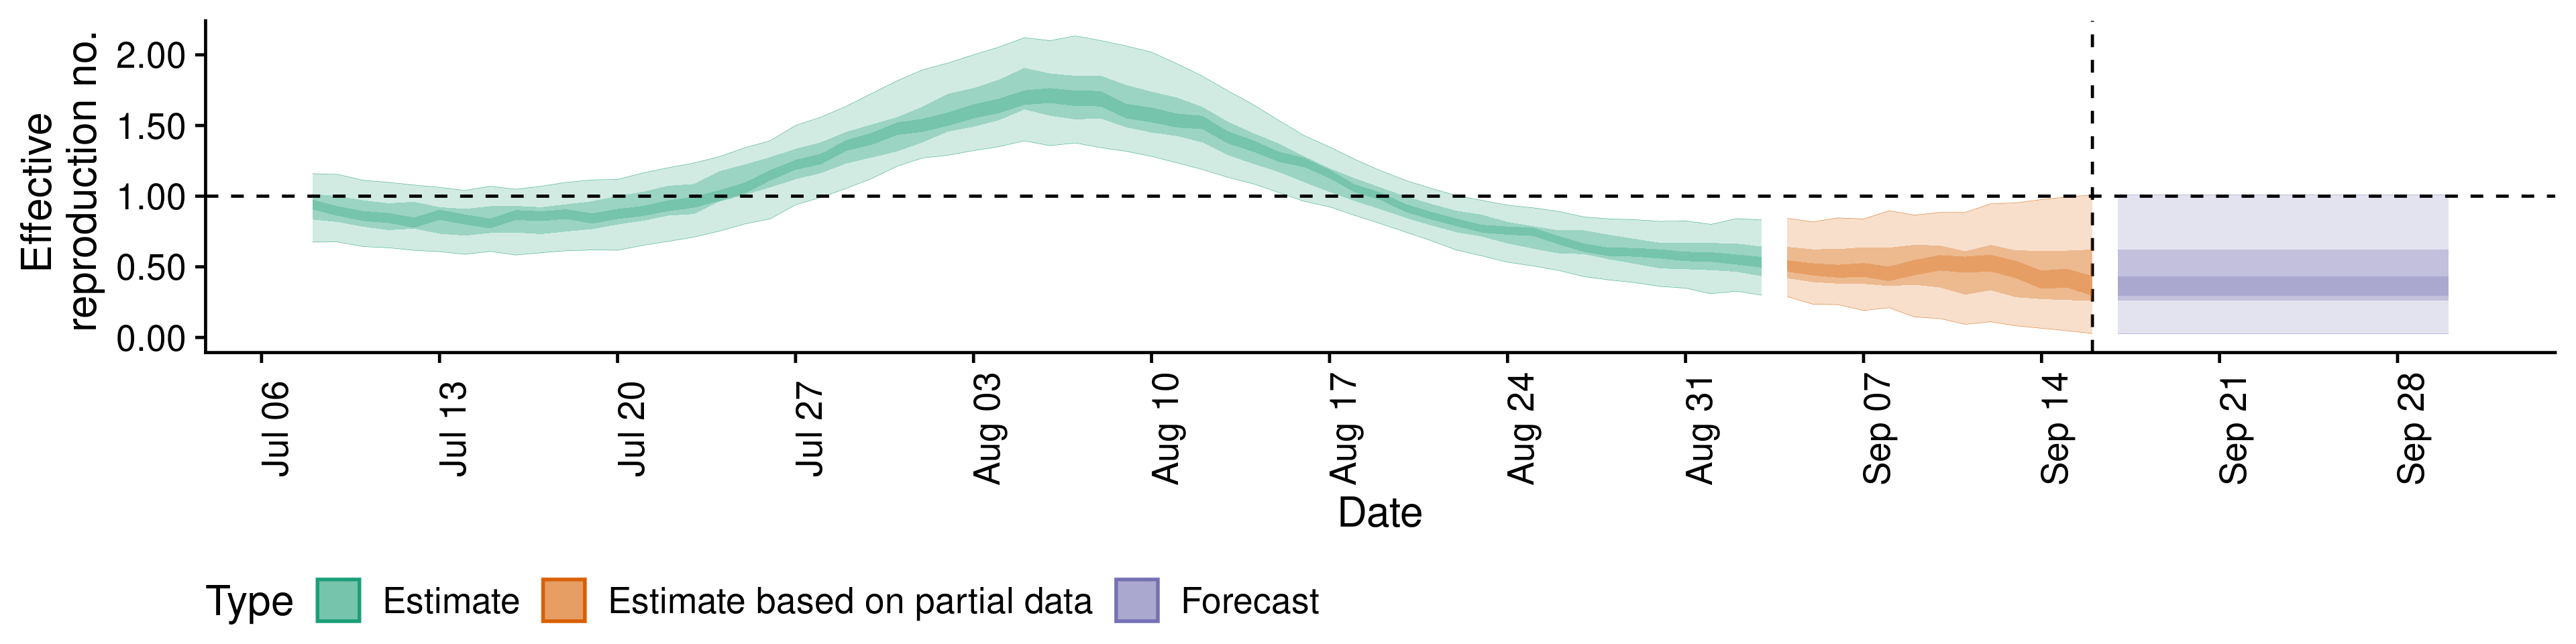 Effective
reproduction no.
2.00
1.50
1.00
0.50
0.00
Jul 06
Jul 13
Jul 20
Jul 27
Aug 03
Aug 10
Aug 17
Aug 24
Aug 31
Sep 07
Sep 14
Sep 21
Sep 28
Date
Type Estimate Estimate based on partial data Forecast